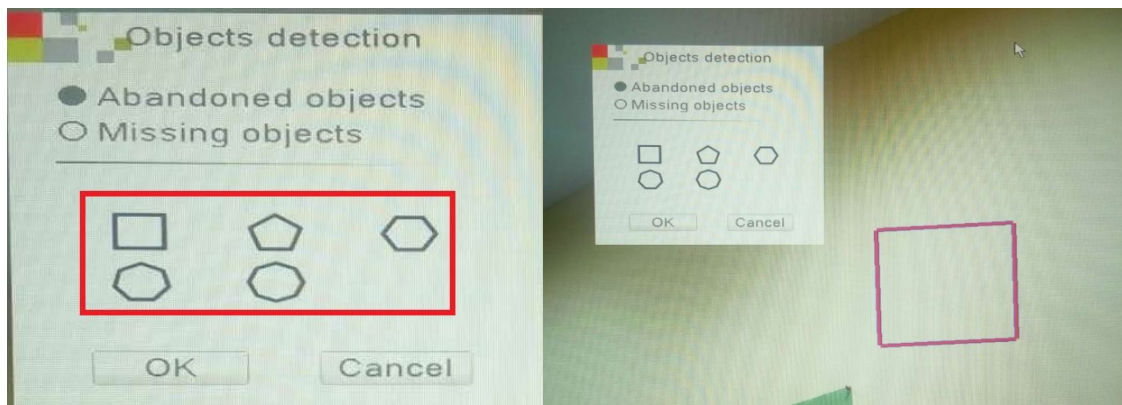 Objects detection
Abandoned objects
Missing objects
OK Cancel
Objects detection
Abandoned objects
Missing objects
OK Cancel